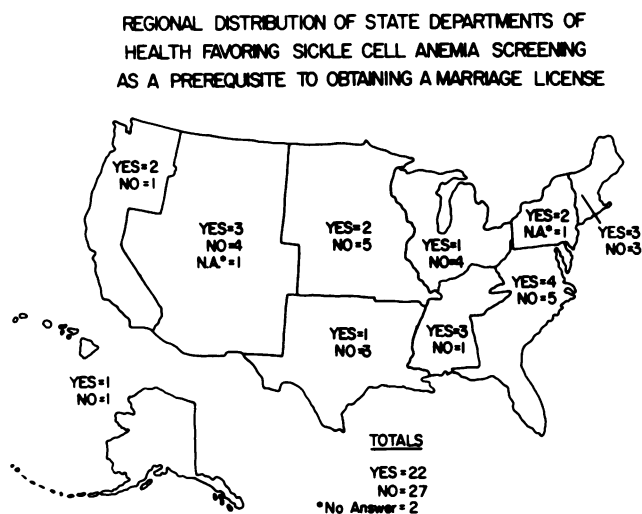 REGIONAL DISTRIBUTION OF STATE DEPARTMENTS OF
HEALTH FAVORING SICKLE CELL ANEMIA SCREENING
AS A PREREQUISITE TO OBTAINING A MARRIAGE LICENSE
YES=2
NO=1
YES=3
NO=4
N.A.*=1
YES=2
NO=5
YES=1
NO=4
YES=2
N.A.*=1
YES=3
NO=3
YES=4
NO=5
YES=1
NO=3
YES=3
NO=1
YES=1
NO=1
TOTALS
YES=22
NO=27
*No Answer=2